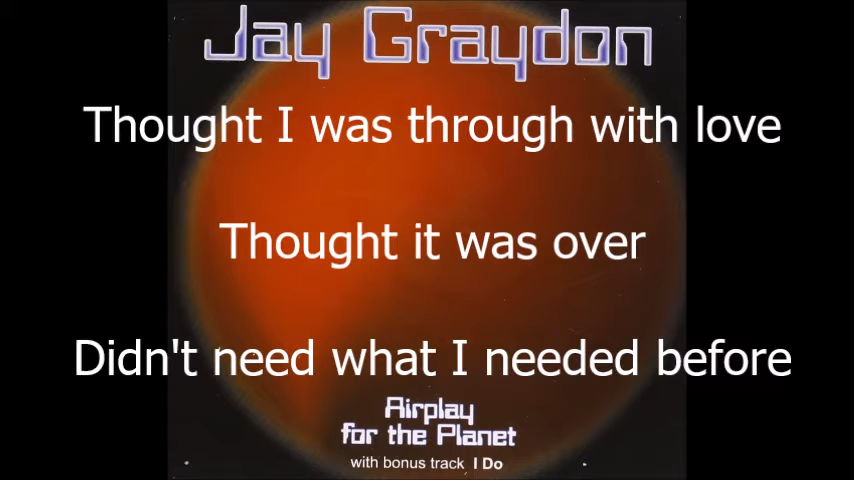 Jay Graydon
Thought I was through with love
Thought it was over
Didn't need what I needed before
Airplay
for the Planet
with bonus track I Do